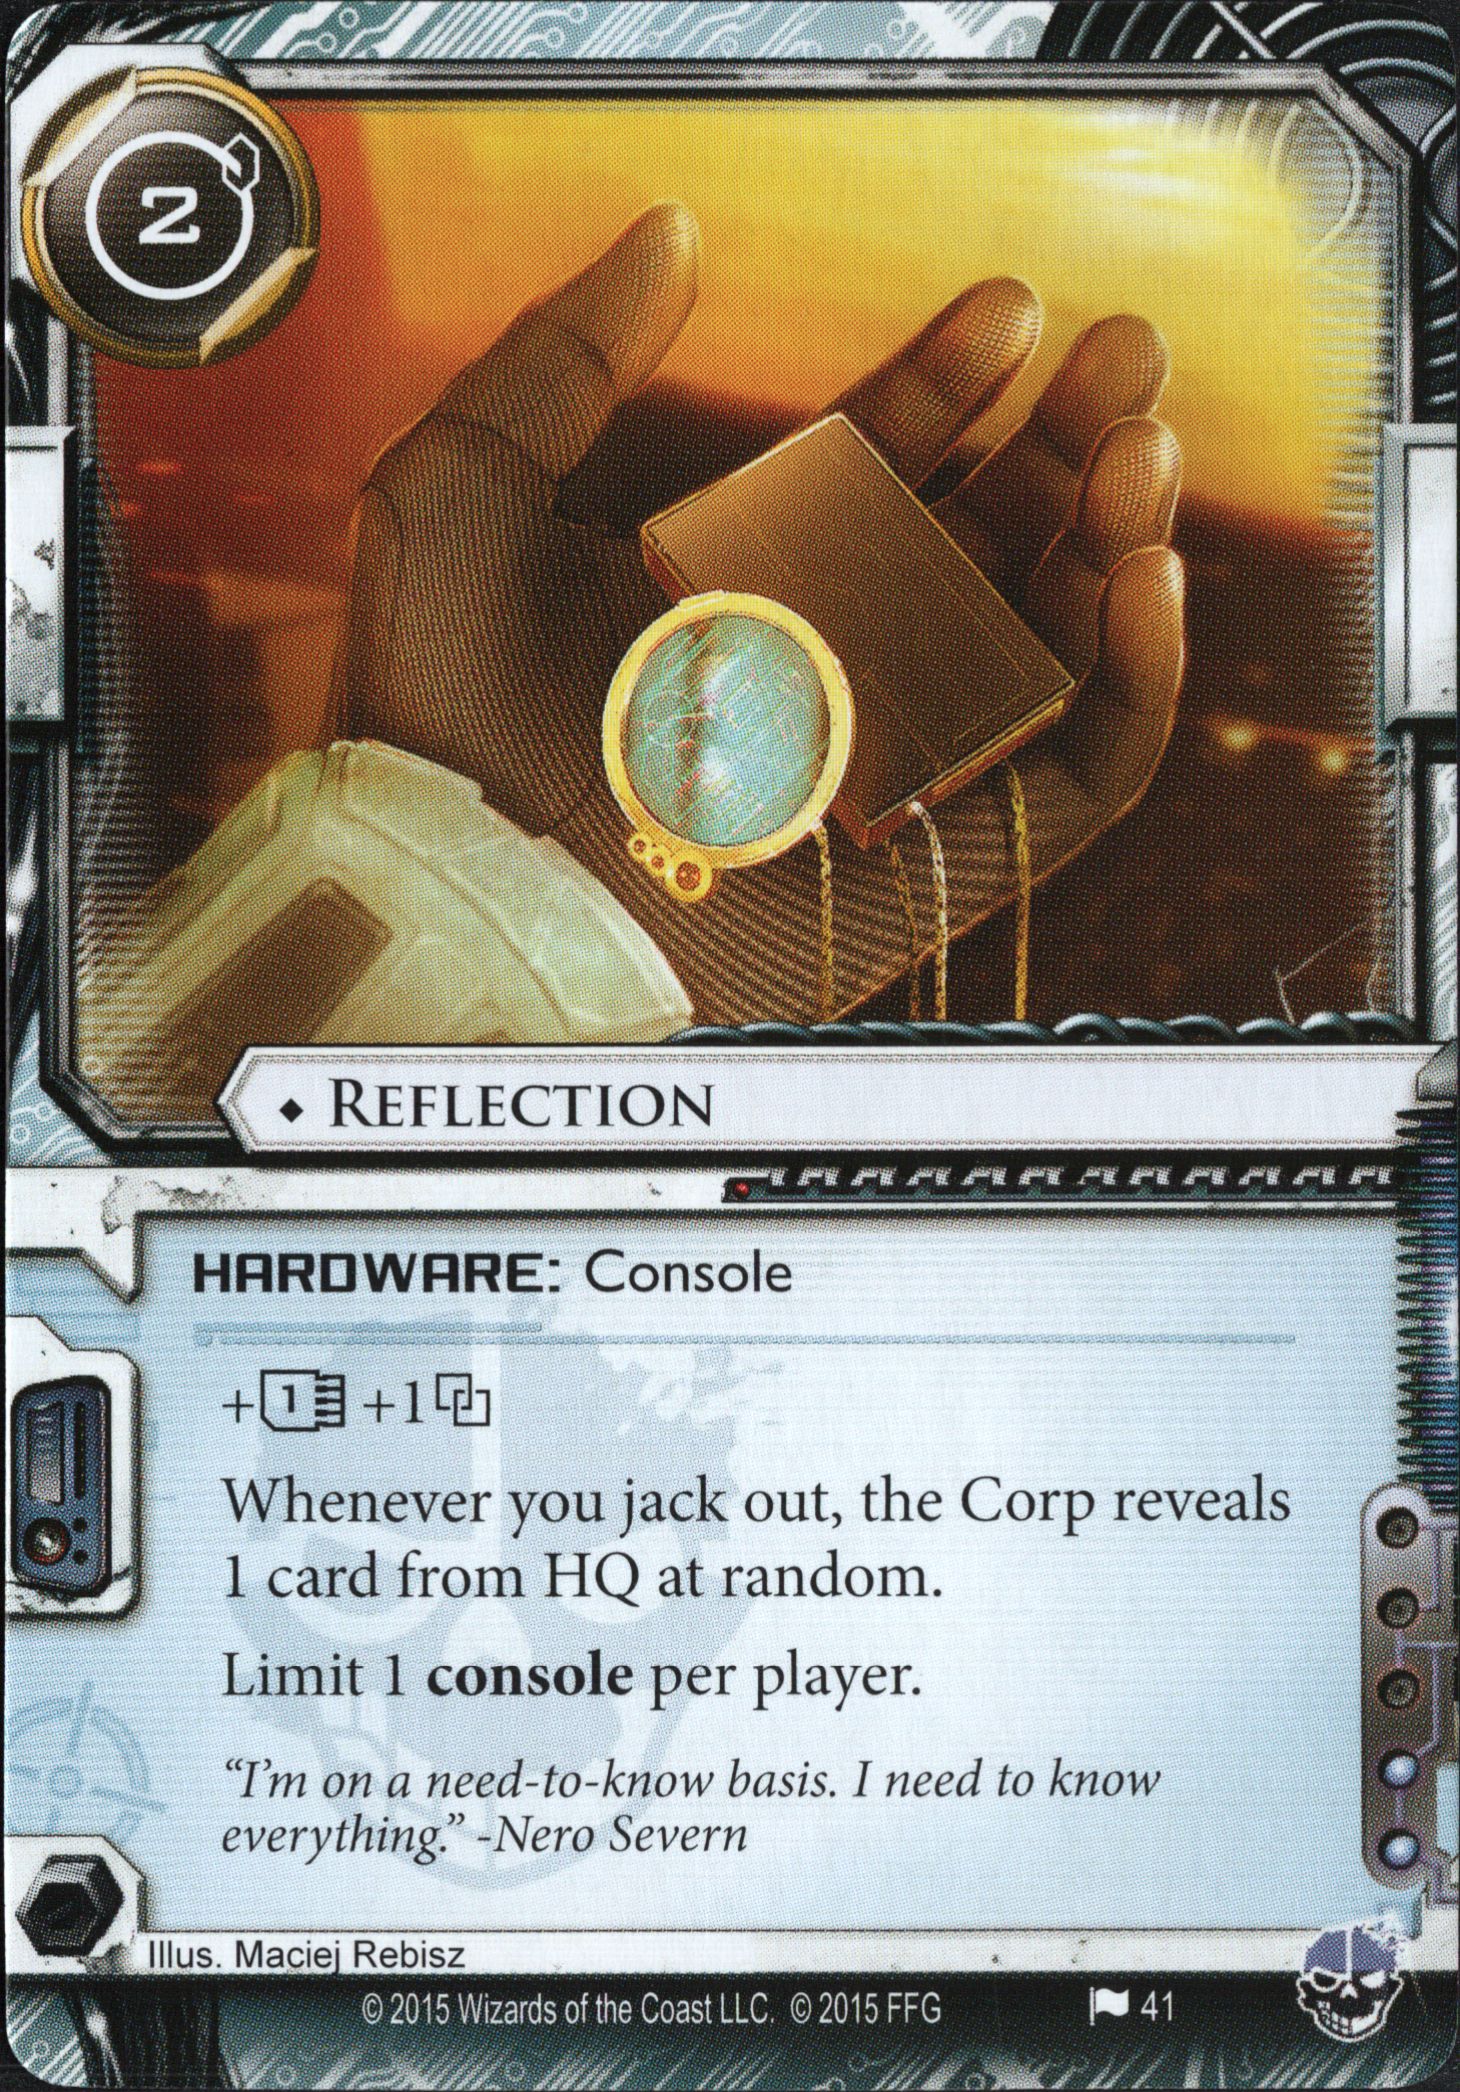 2
◆ Reflection
HARDWARE: Console
+1 +1
Whenever you jack out, the Corp reveals
1 card from HQ at random.
Limit 1 console per player.
“I’m on a need-to-know basis. I need to know
everything.” -Nero Severn
Illus. Maciej Rebisz
© 2015 Wizards of the Coast LLC. © 2015 FFG 41